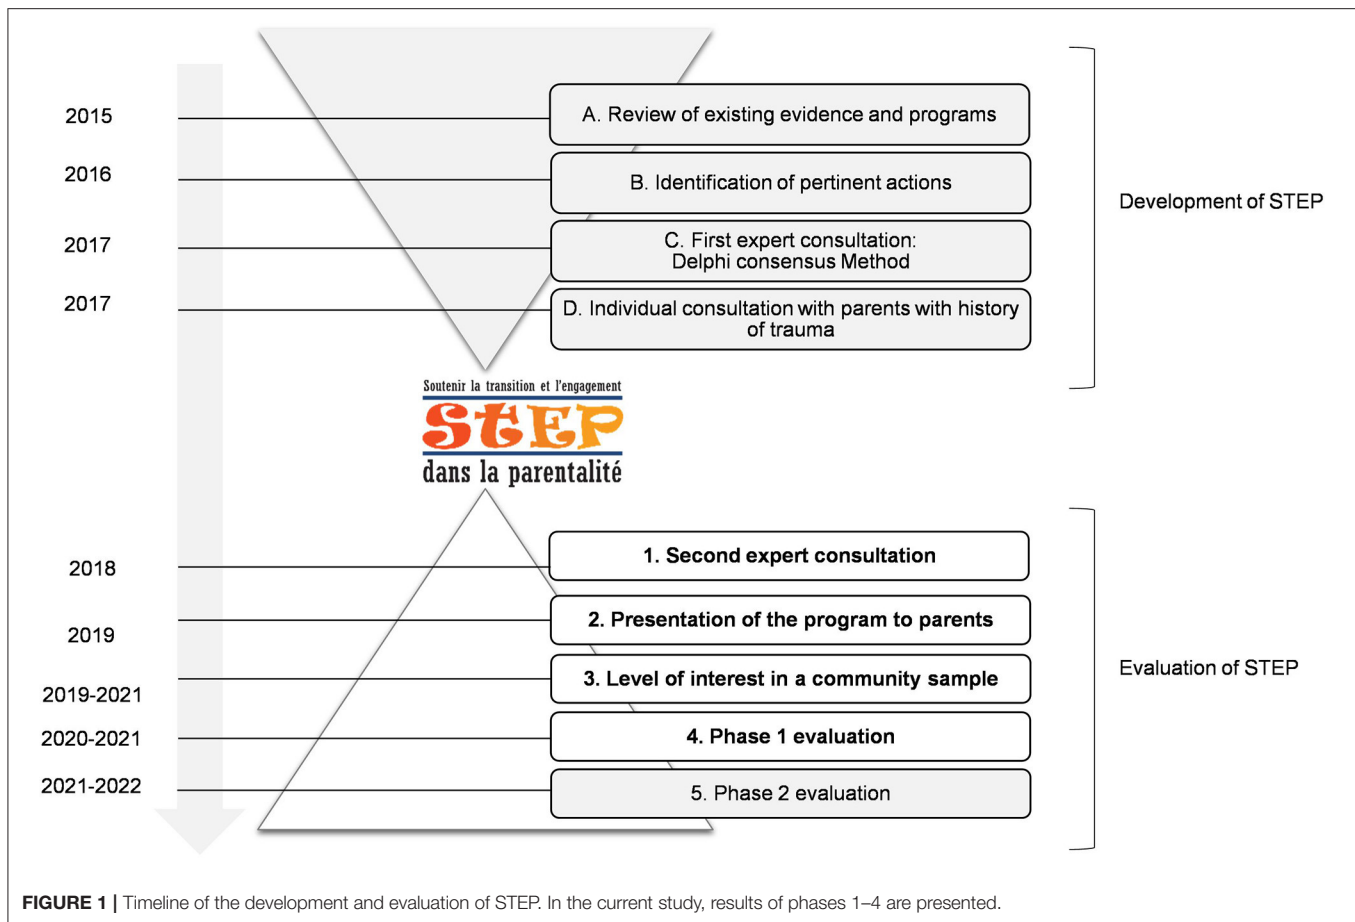 2015
A. Review of existing evidence and programs
2016
B. Identification of pertinent actions
2017
C. First expert consultation:
Delphi consensus Method
2017
D. Individual consultation with parents with history
of trauma
Development of STEP
Soutenir la transition et l'engagement
StEP
dans la parentalité
2018
1. Second expert consultation
2019
2. Presentation of the program to parents
2019-2021
3. Level of interest in a community sample
2020-2021
4. Phase 1 evaluation
2021-2022
5. Phase 2 evaluation
Evaluation of STEP
FIGURE 1 | Timeline of the development and evaluation of STEP. In the current study, results of phases 1–4 are presented.